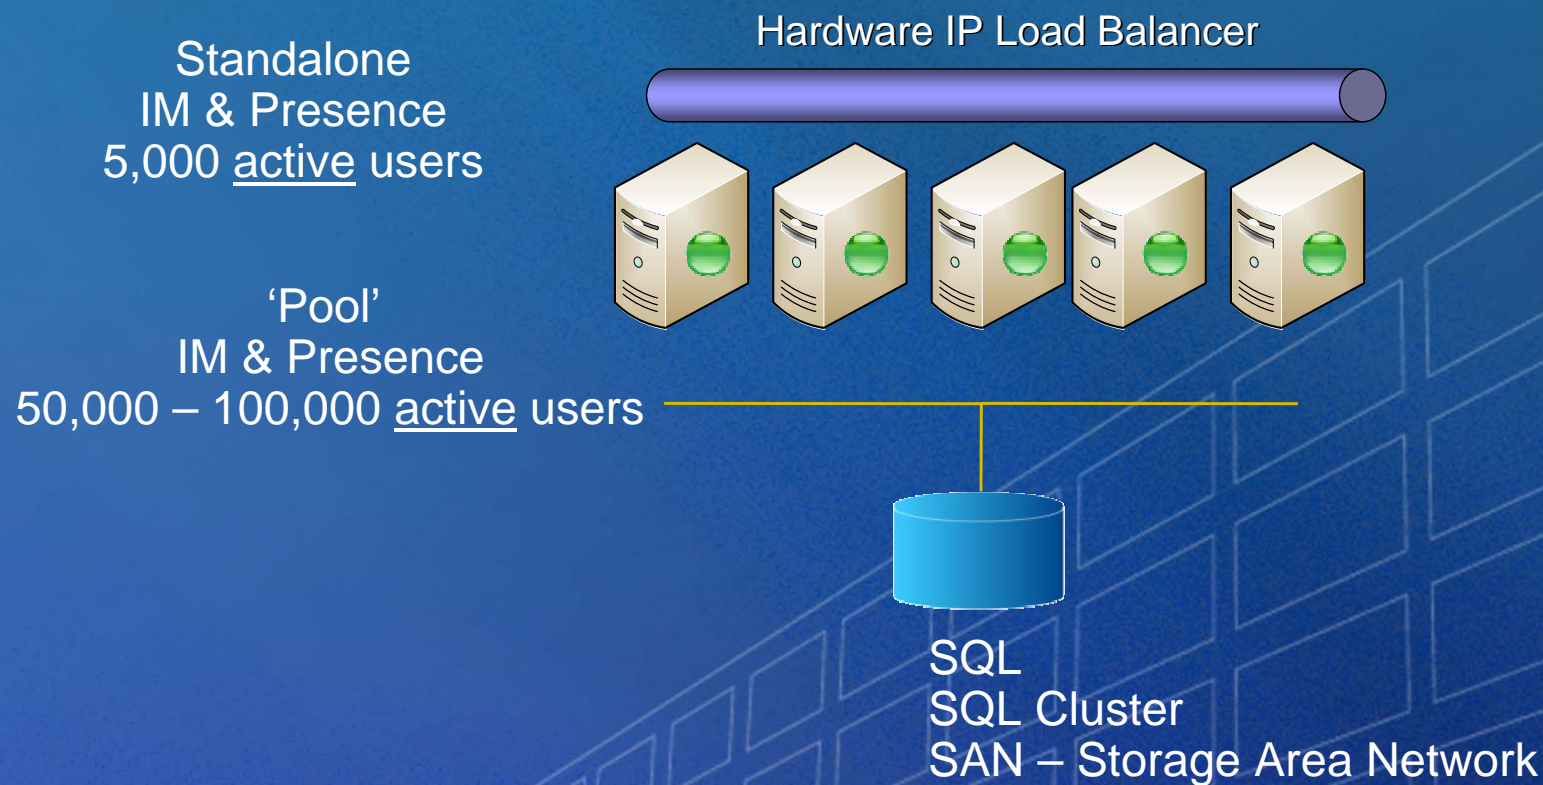 Hardware IP Load Balancer
Standalone
IM & Presence
5,000 active users
‘Pool’
IM & Presence
50,000 – 100,000 active users
SQL
SQL Cluster
SAN – Storage Area Network